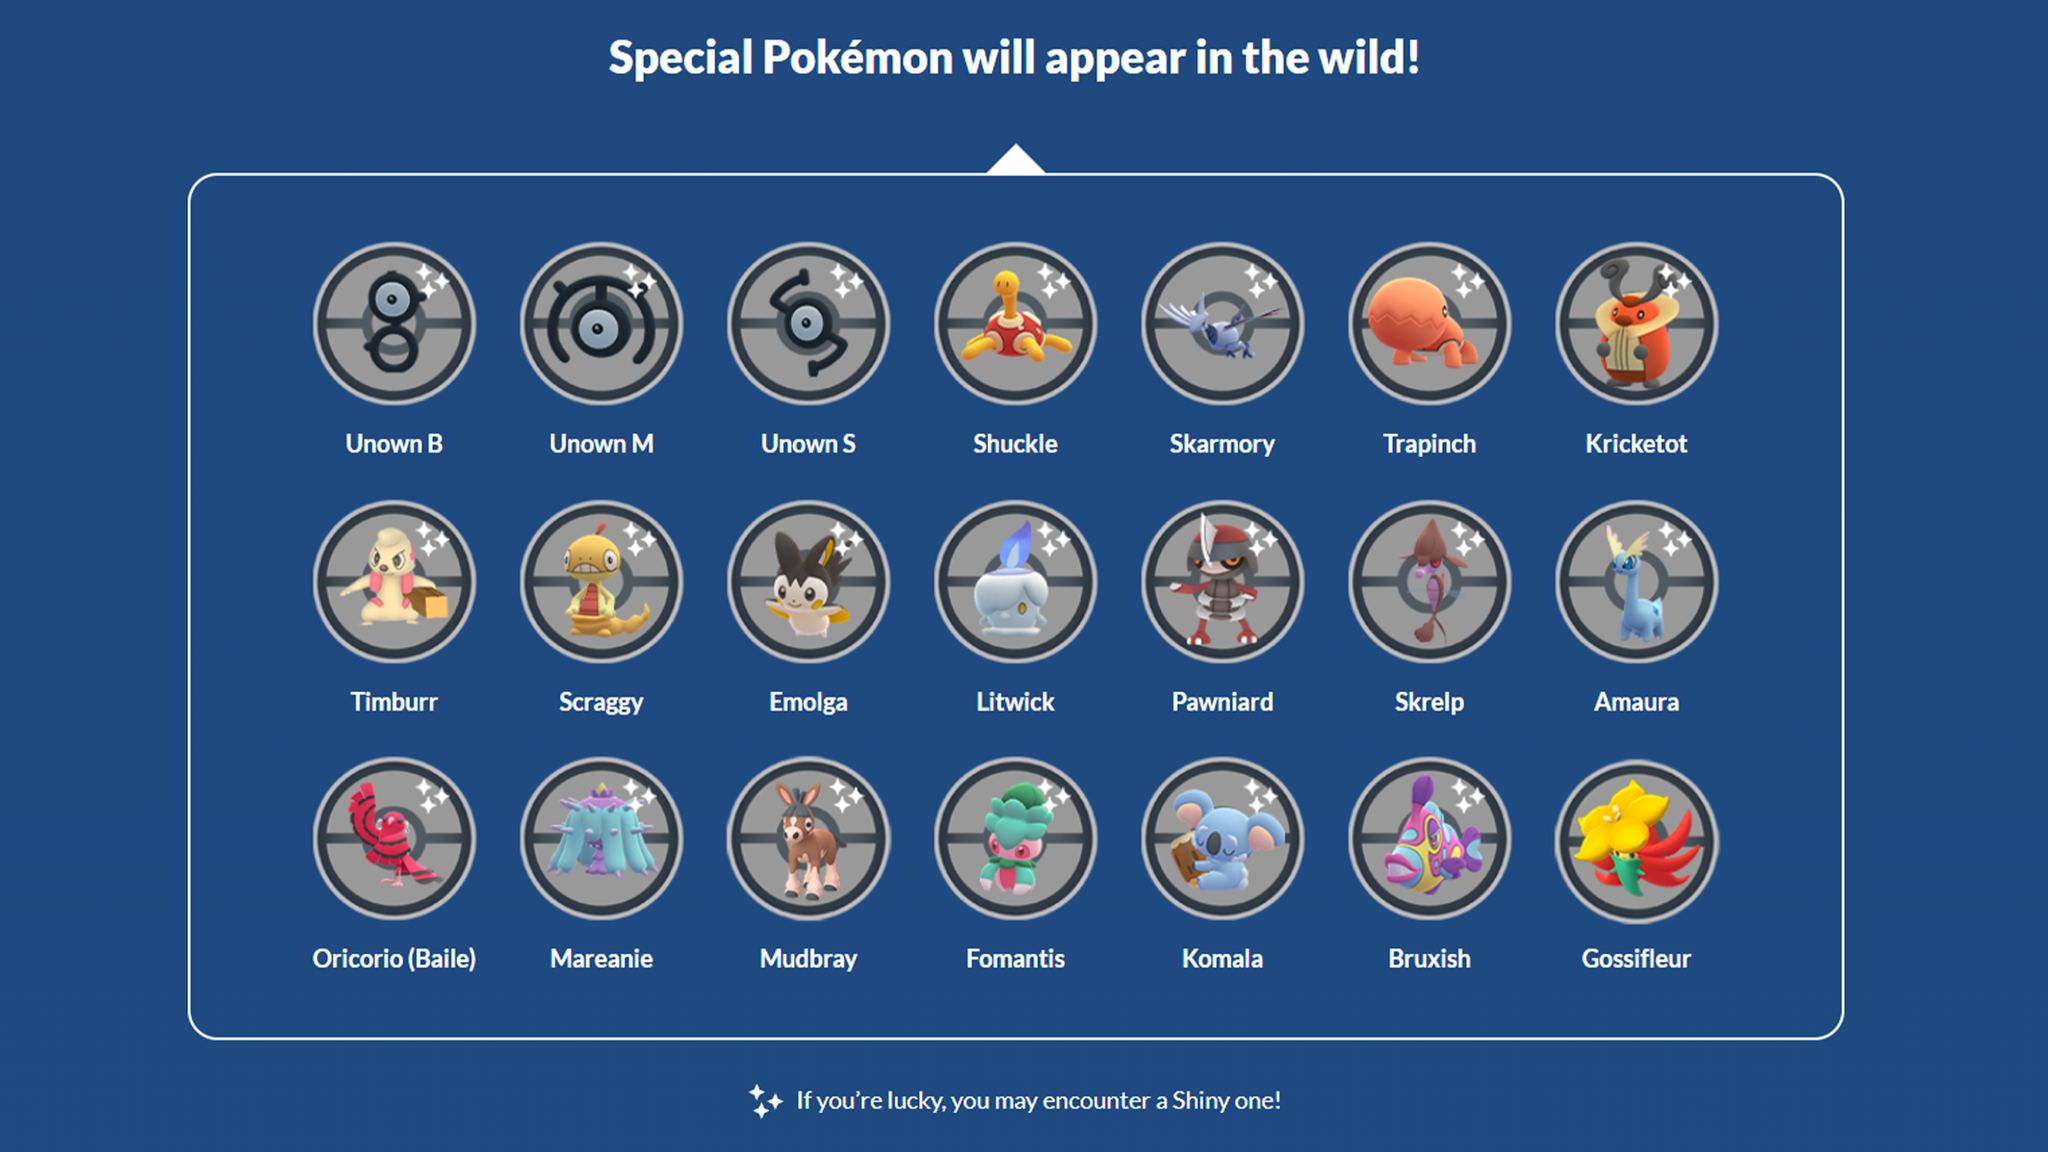 Special Pokémon will appear in the wild!
Unown B
Unown M
Unown S
Shuckle
Skarmory
Trapinch
Kricketot
Timburr
Scraggy
Emolga
Litwick
Pawniard
Skrelp
Amaura
Oricorio (Baile)
Mareanie
Mudbray
Fomantis
Komala
Bruxish
Gossifleur
If you’re lucky, you may encounter a Shiny one!